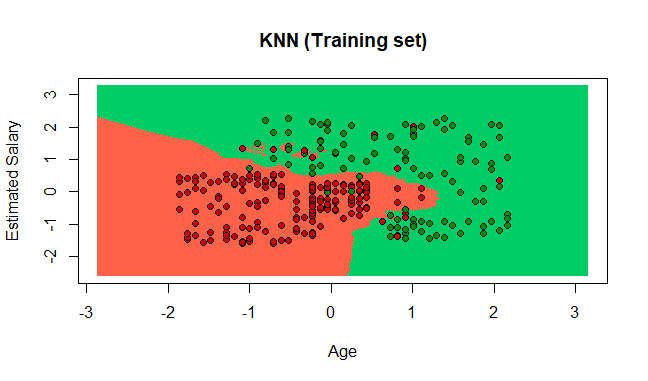 KNN (Training set)
Estimated Salary
3
2
1
0
-1
-2
-3 -2 -1 0 1 2 3
Age